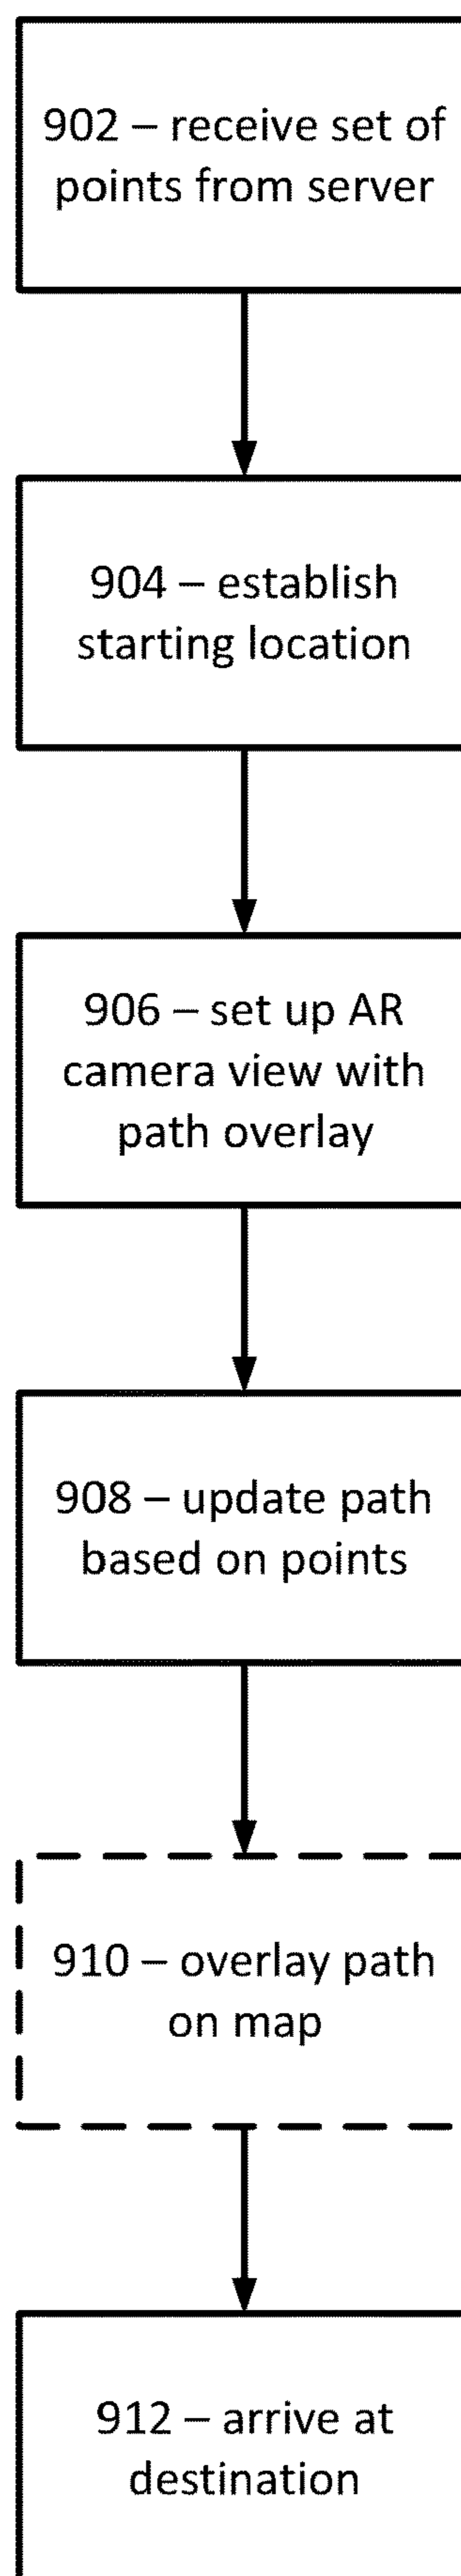 902 – receive set of
points from server
904 – establish
starting location
906 – set up AR
camera view with
path overlay
908 – update path
based on points
910 – overlay path
on map
912 – arrive at
destination